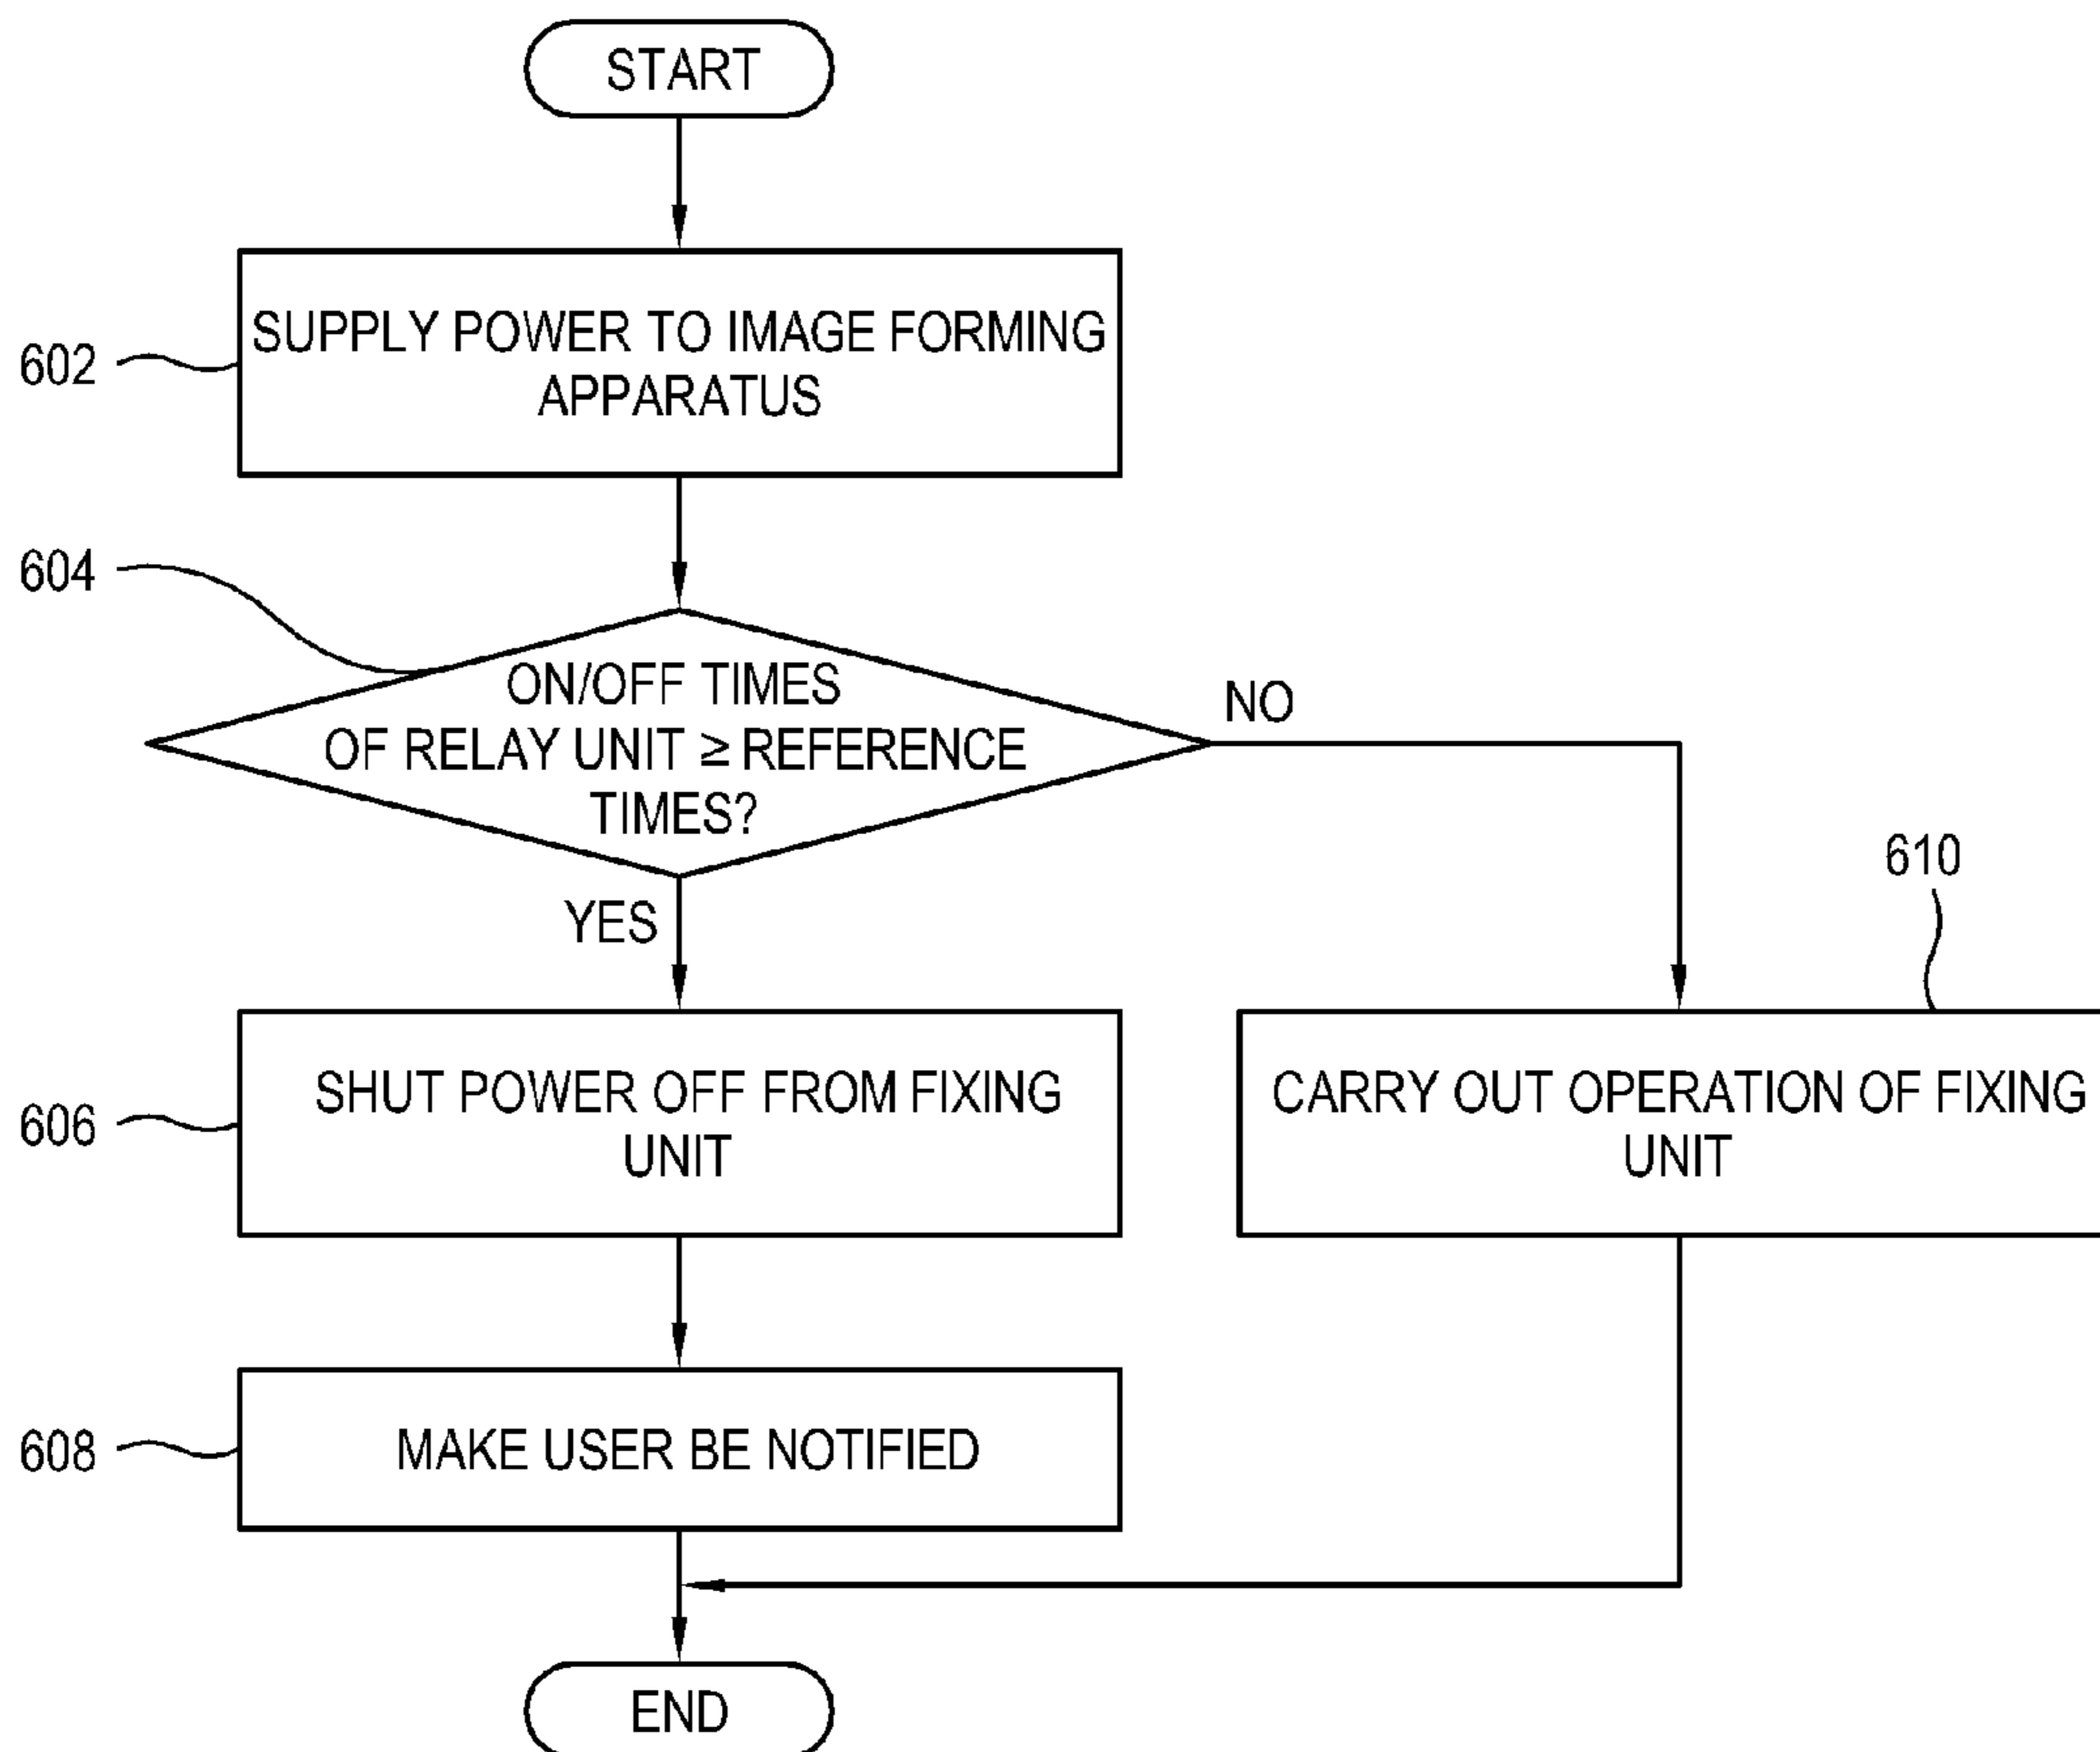 START
SUPPLY POWER TO IMAGE FORMING
APPARATUS
602
604
ON/OFF TIMES
OF RELAY UNIT ≥ REFERENCE
TIMES?
NO
YES
610
SHUT POWER OFF FROM FIXING
UNIT
606
CARRY OUT OPERATION OF FIXING
UNIT
MAKE USER BE NOTIFIED
608
END